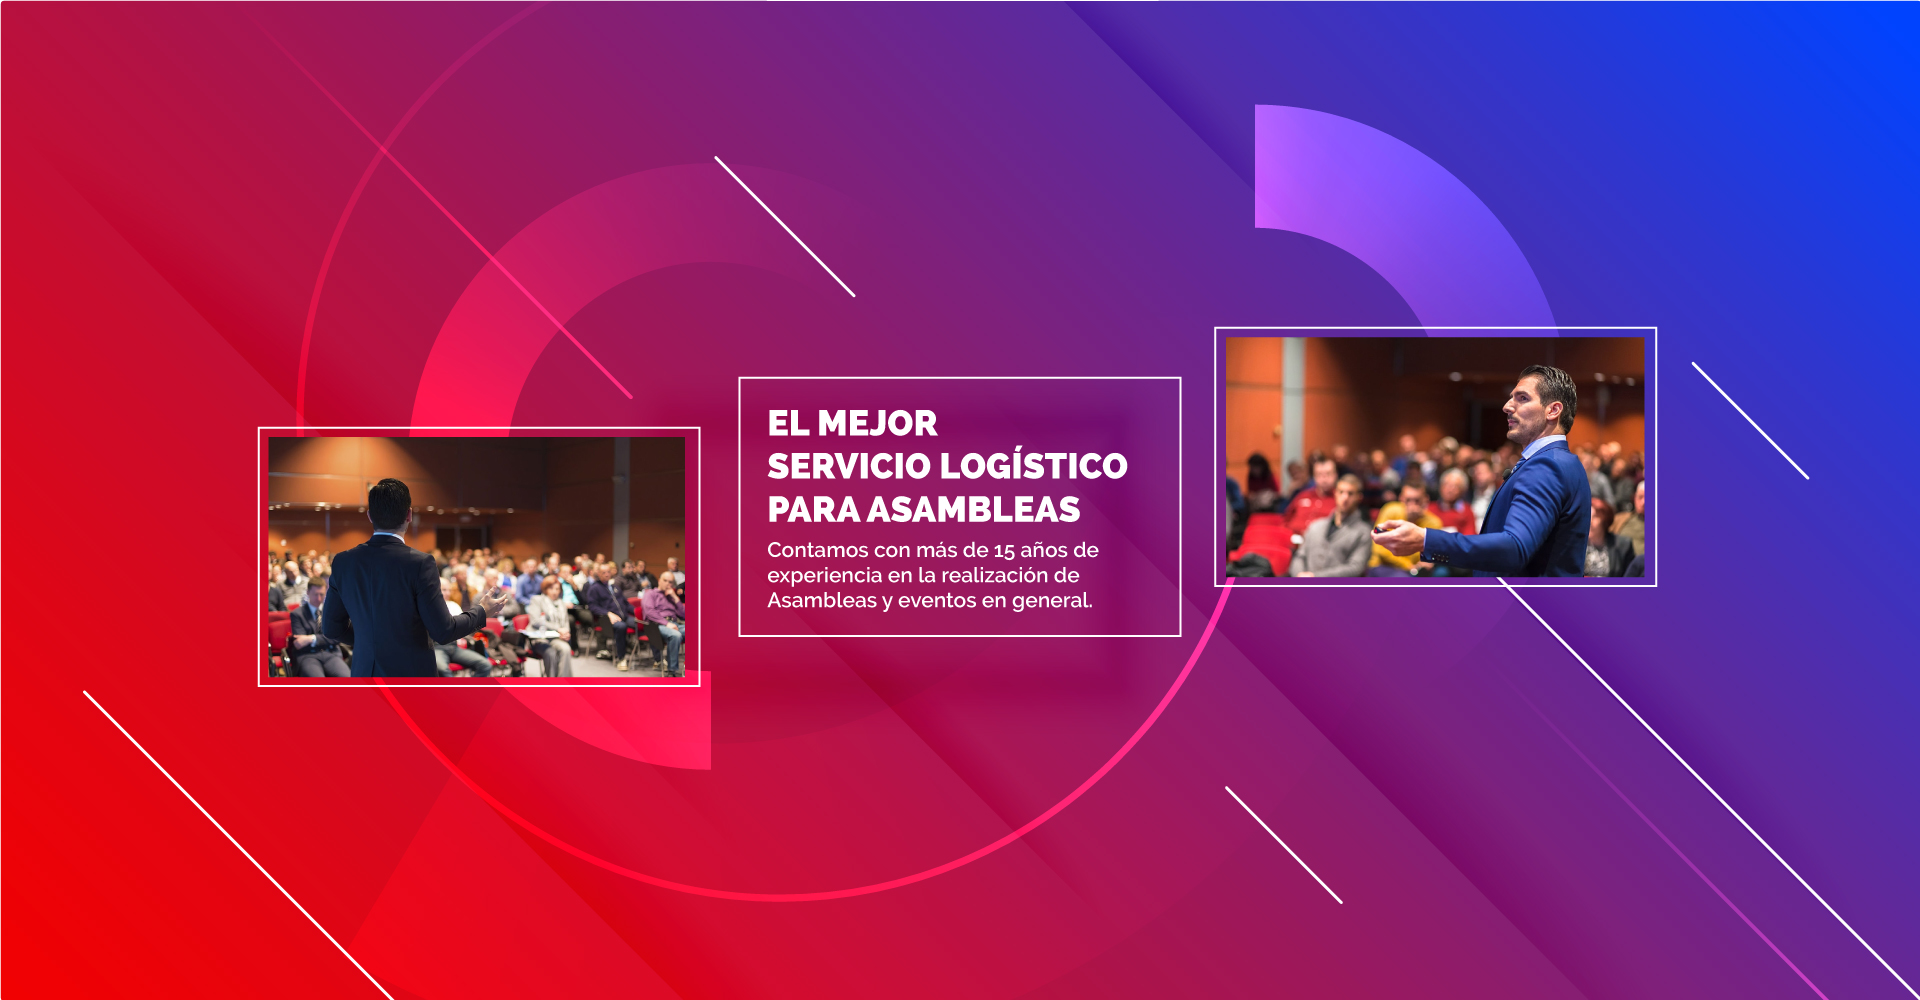 EL MEJOR
SERVICIO LOGÍSTICO
PARA ASAMBLEAS
Contamos con más de 15 años de
experiencia en la realización de
Asambleas y eventos en general.